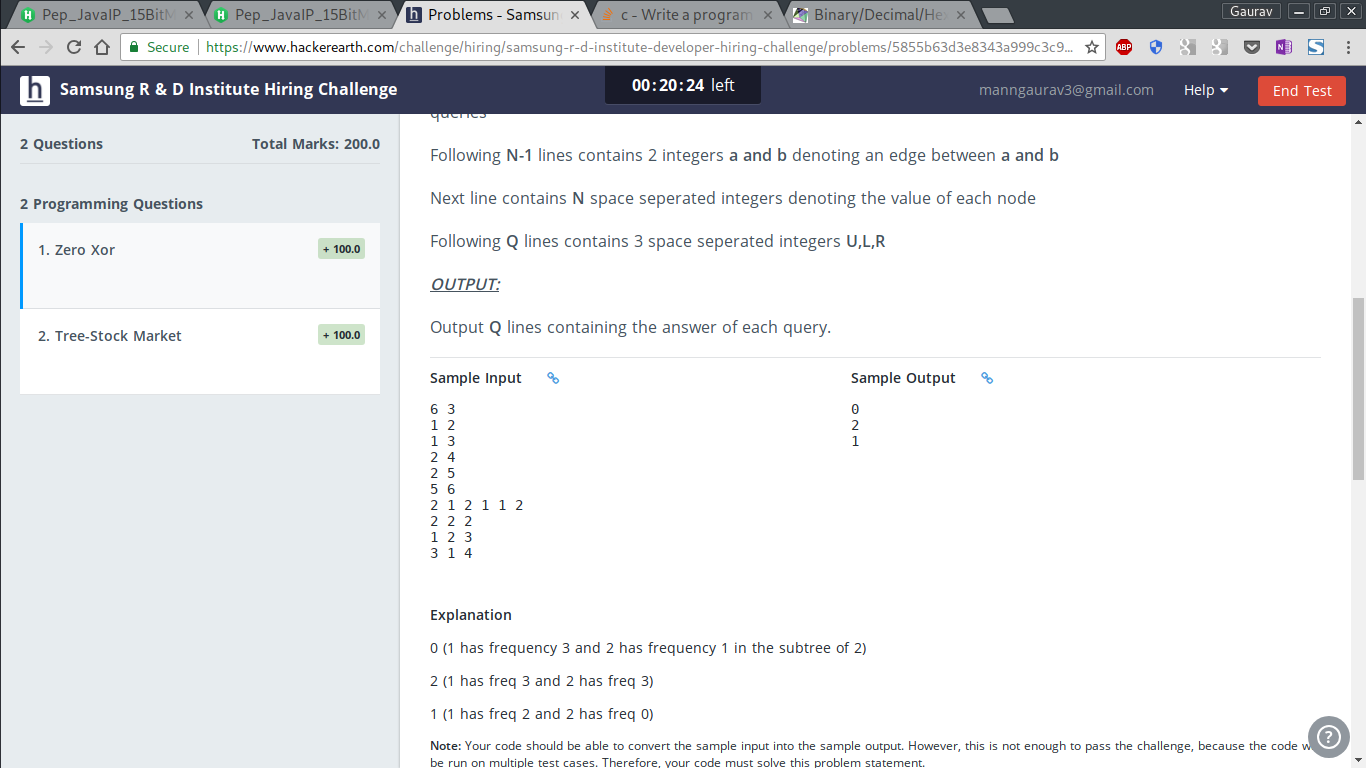 Pep_JavaIP_15BitM
Pep_JavaIP_15BitM
Problems - Samsun
c - Write a program
Binary/Decimal/He
Gaurav
Secure https://www.hackerearth.com/challenge/hiring/samsung-r-d-institute-developer-hiring-challenge/problems/5855b63d3e8343a999c3c9...
ABP
h Samsung R & D Institute Hiring Challenge
00:20:24 left
manngaurav3@gmail.com
Help
End Test
2 Questions Total Marks: 200.0
2 Programming Questions
1. Zero Xor + 100.0
2. Tree-Stock Market + 100.0
queries
Following N-1 lines contains 2 integers a and b denoting an edge between a and b
Next line contains N space seperated integers denoting the value of each node
Following Q lines contains 3 space seperated integers U,L,R
OUTPUT:
Output Q lines containing the answer of each query.
Sample Input
6 3
1 2
1 3
2 4
2 5
5 6
2 1 2 1 1 2
2 2 2
1 2 3
3 1 4
Sample Output
0
2
1
Explanation
0 (1 has frequency 3 and 2 has frequency 1 in the subtree of 2)
2 (1 has freq 3 and 2 has freq 3)
1 (1 has freq 2 and 2 has freq 0)
Note: Your code should be able to convert the sample input into the sample output. However, this is not enough to pass the challenge, because the code
be run on multiple test cases. Therefore, your code must solve this problem statement.
?